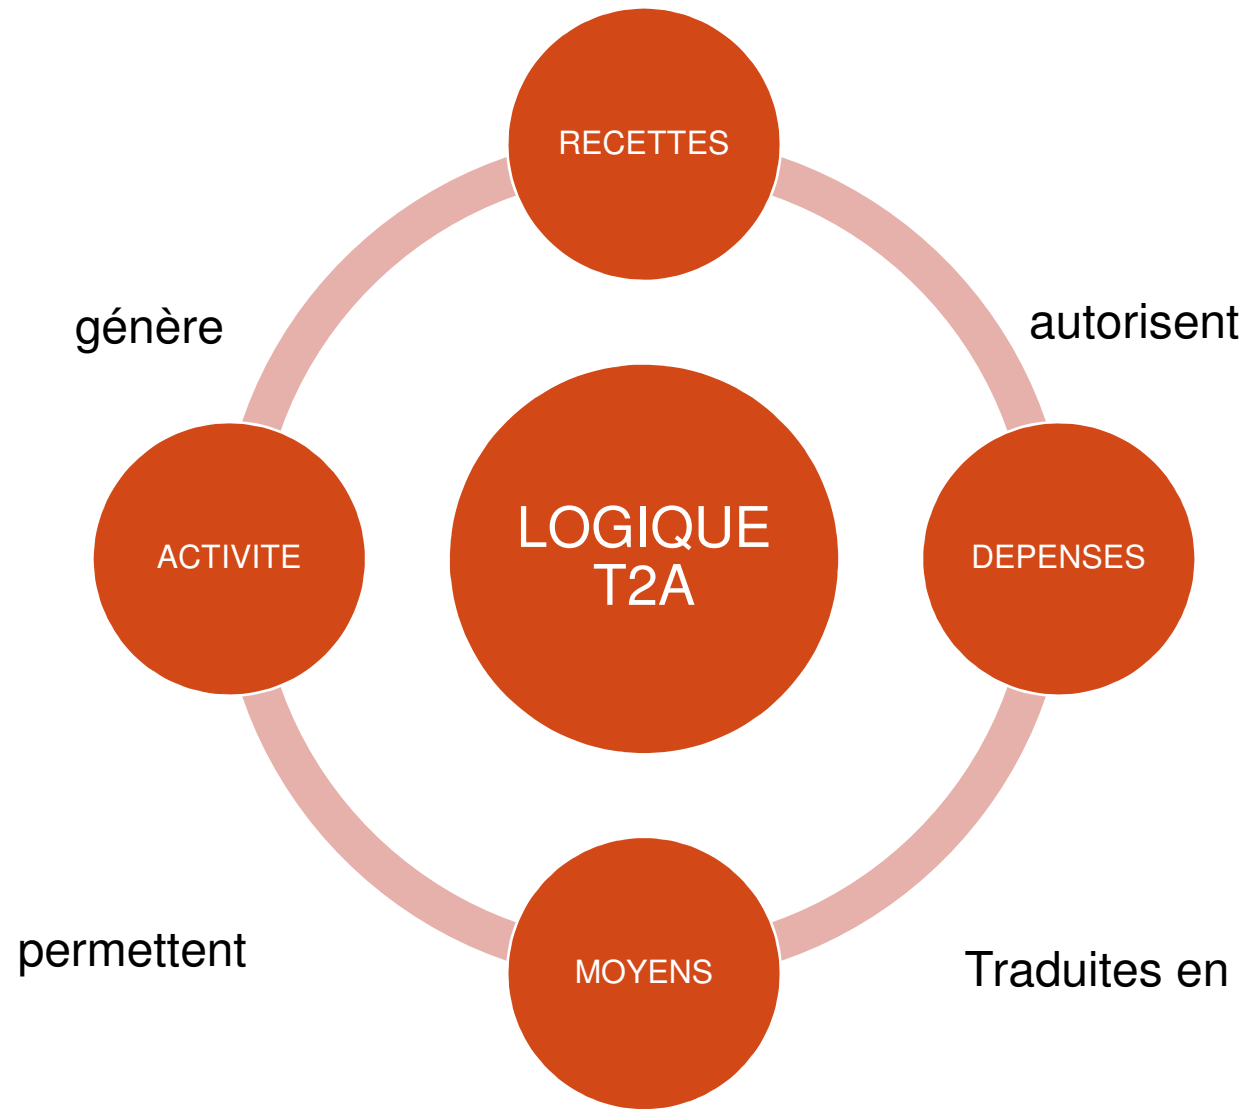 RECETTES
génère
autorisent
LOGIQUE
T2A
ACTIVITE
DEPENSES
permettent
MOYENS
Traduites en